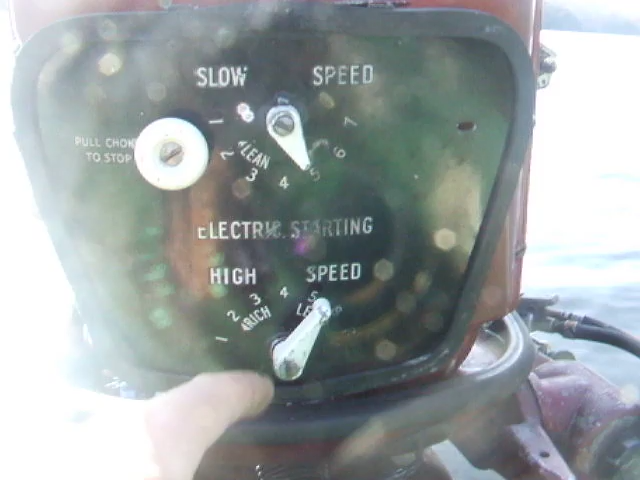 SLOW SPEED
PULL CHOKE
TO STOP
1 2 3 4 5 6 7
LEAN
ELECTRIC STARTING
HIGH SPEED
1 2 3 4 5
RICH